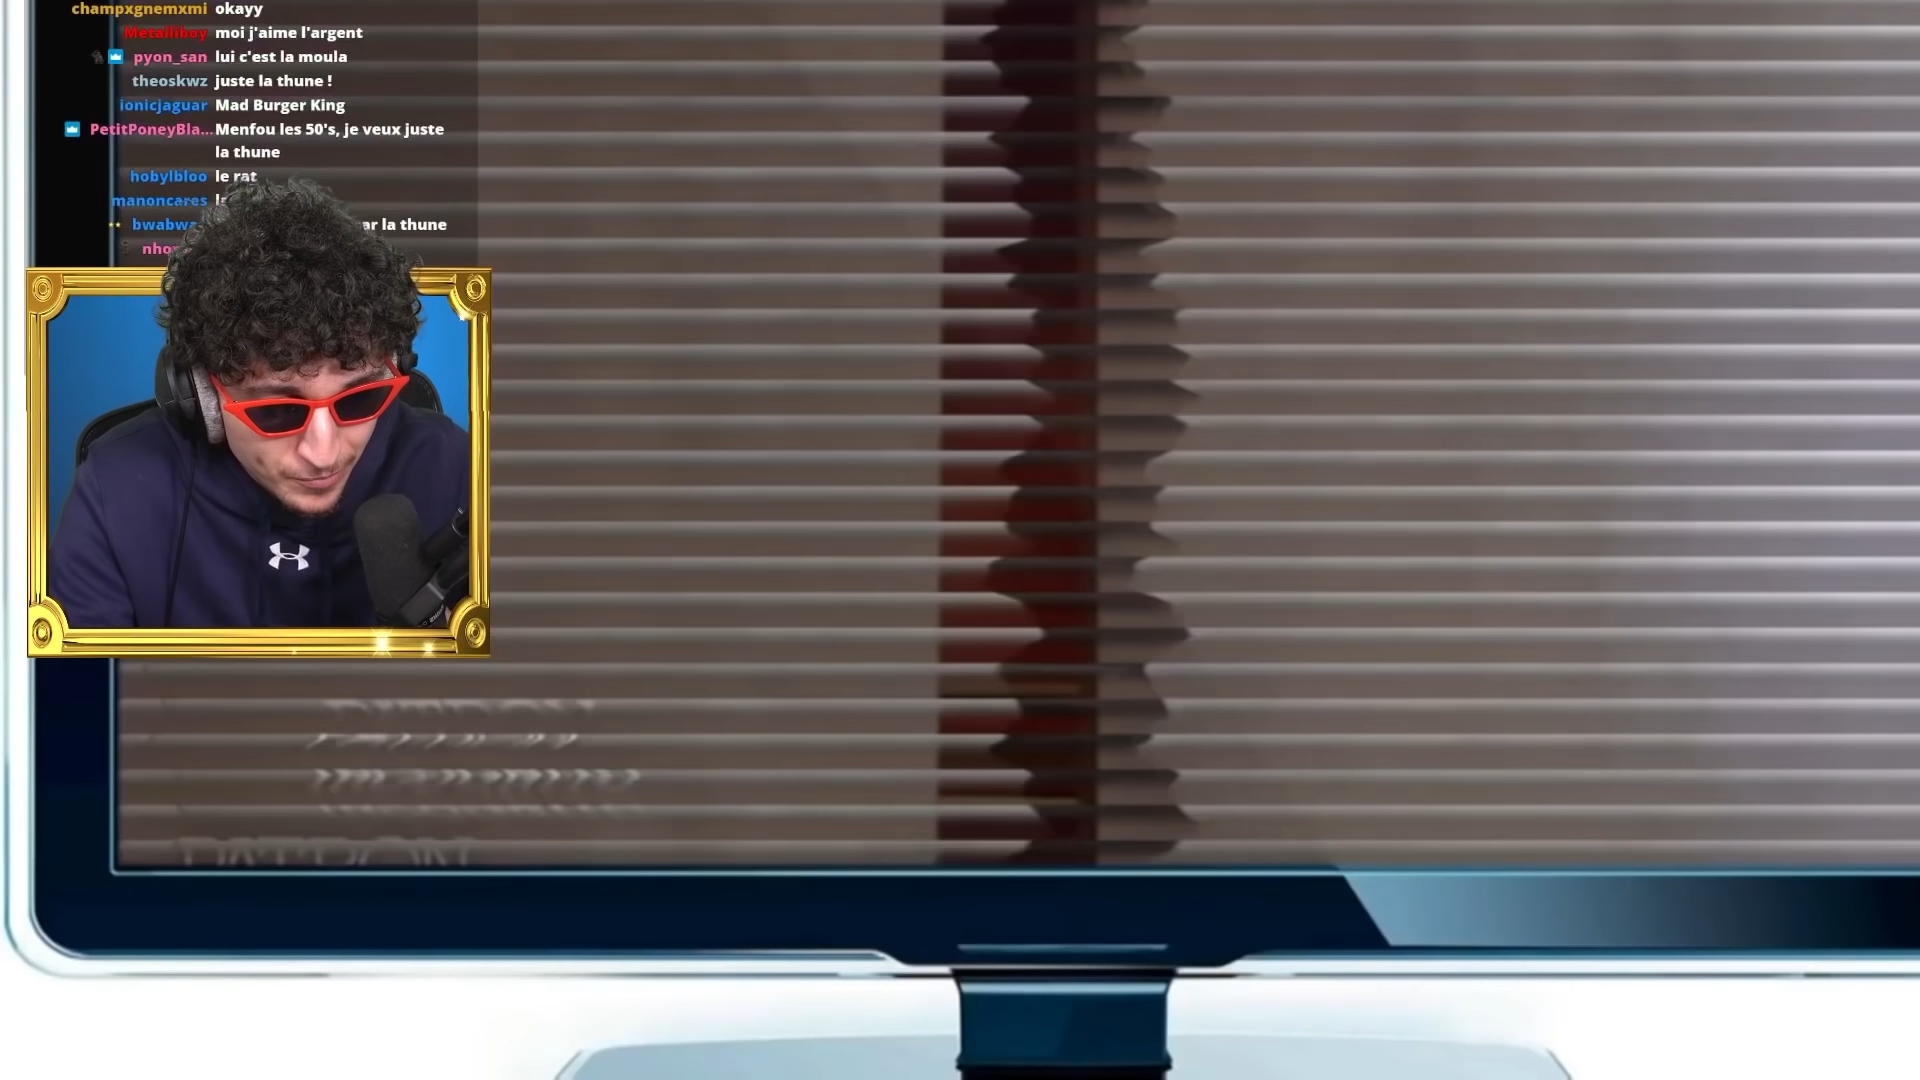 champxgnemxmi okayy
Metalliboy moi j'aime l'argent
pyon_san lui c'est la moula
theoskwz juste la thune !
ionicjaguar Mad Burger King
PetitPoneyBla... Menfou les 50's, je veux juste
la thune
hobylbloo le rat
manoncares
ar la thune